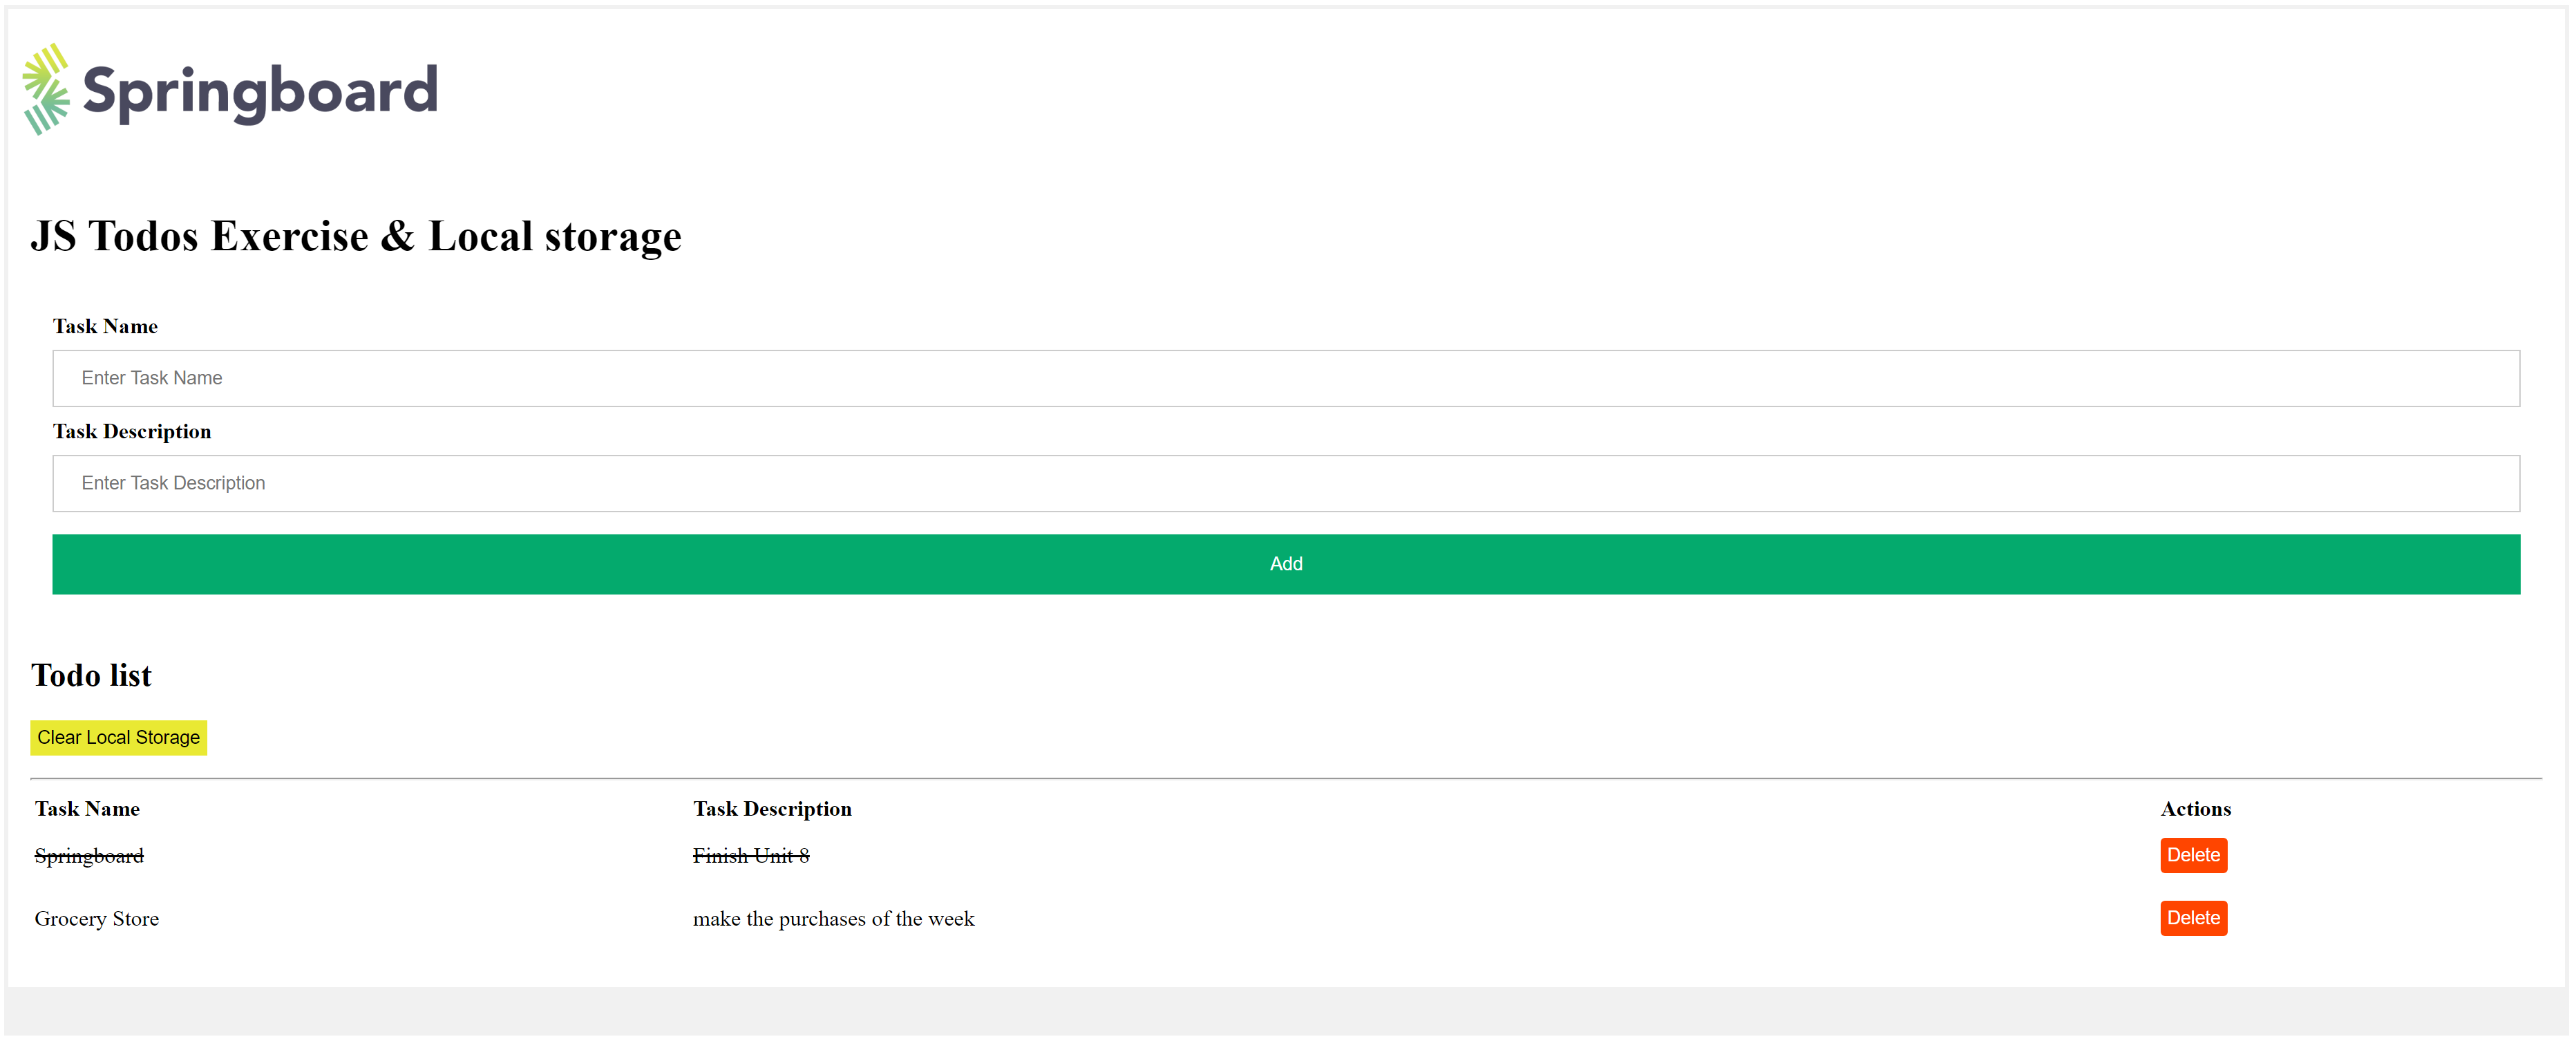 Springboard
JS Todos Exercise & Local storage
Task Name
Enter Task Name
Task Description
Enter Task Description
Add
Todo list
Clear Local Storage
Task Name Task Description Actions
Springboard Finish Unit 8 Delete
Grocery Store make the purchases of the week Delete